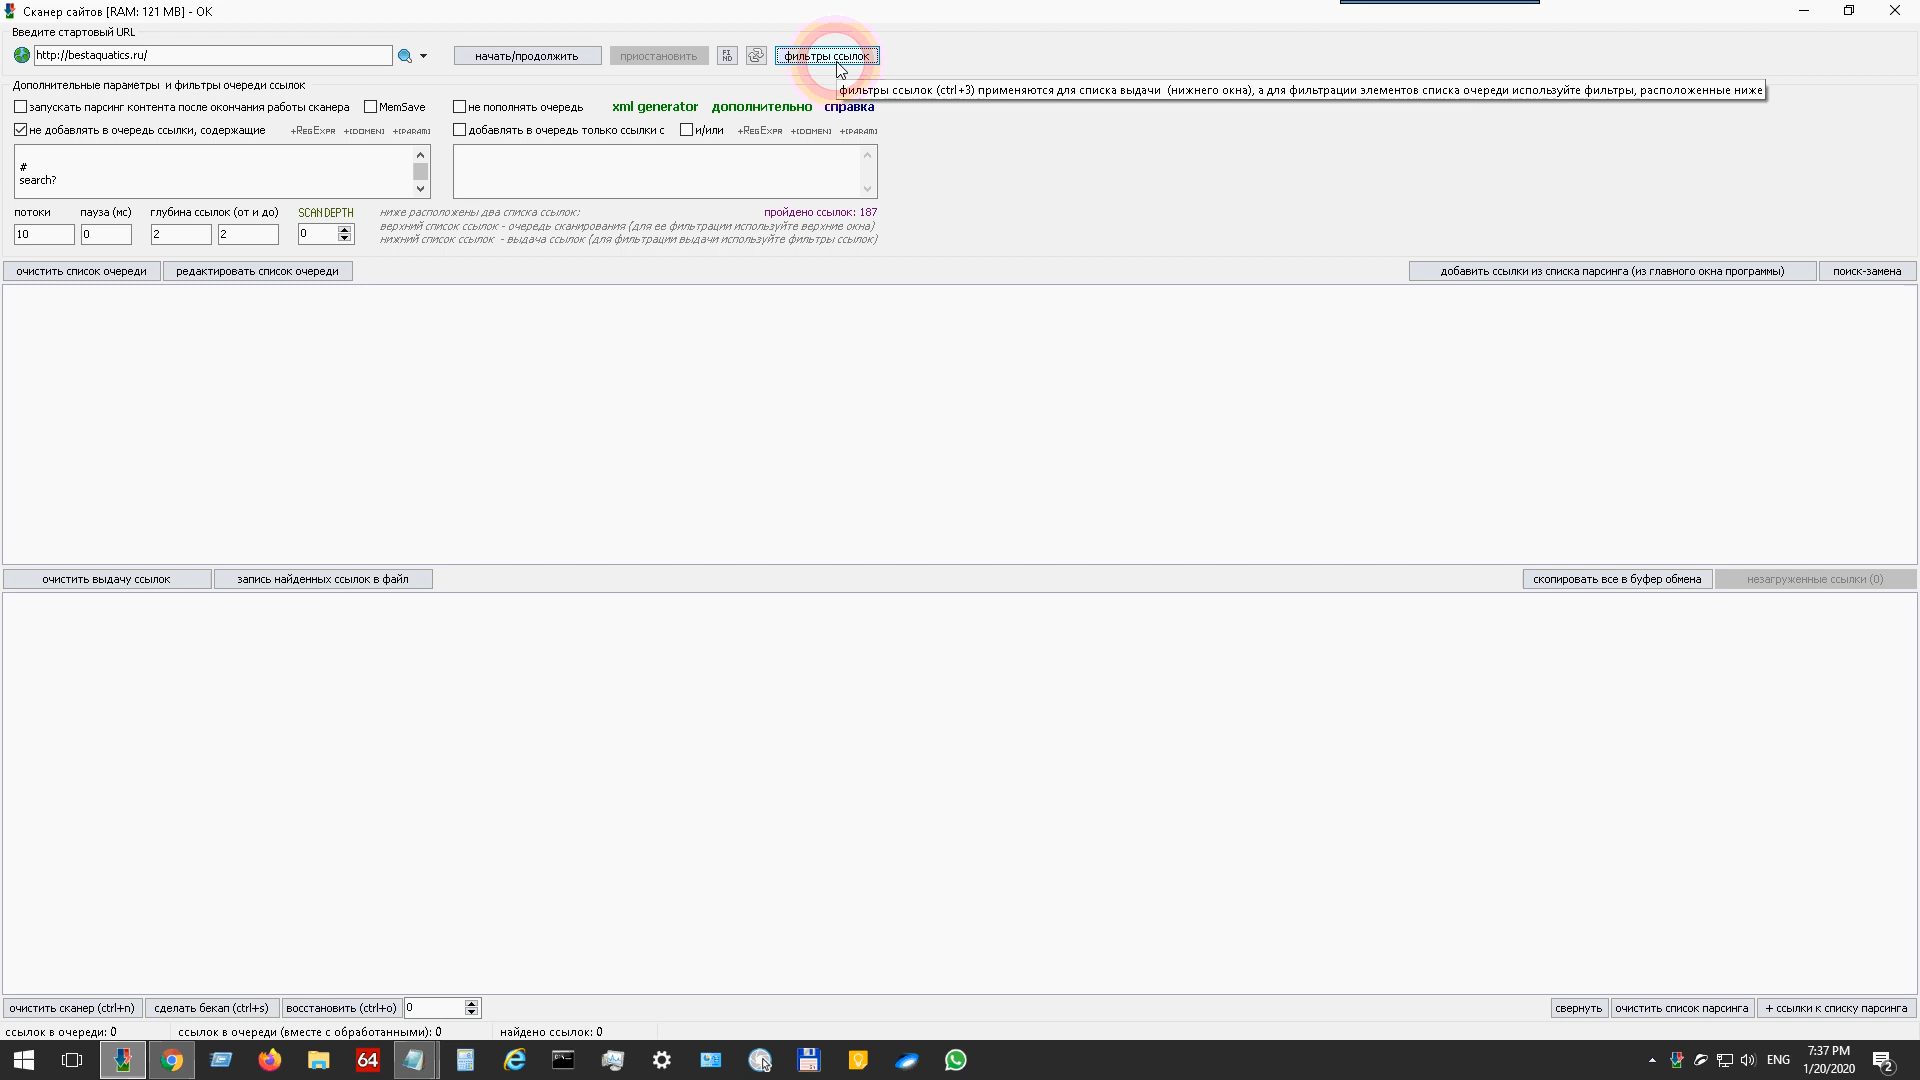 Сканер сайтов [RAM: 121 MB] - OK
Введите стартовый URL
http://bestaquatics.ru/
начать/продолжить
приостановить
FI
ND
фильтры ссылок
фильтры ссылок (ctrl+3) применяются для списка выдачи (нижнего окна), а для фильтрации элементов списка очереди используйте фильтры, расположенные ниже
Дополнительные параметры и фильтры очереди ссылок
запускать парсинг контента после окончания работы сканера
MemSave
не пополнять очередь
xml generator
дополнительно
справка
не добавлять в очередь ссылки, содержащие
+RegExpr
+[DOMEN]
+[PARAM]
добавлять в очередь только ссылки с
и/или
+RegExpr
+[DOMEN]
+[PARAM]
#
search?
потоки
пауза (мс)
глубина ссылок (от и до)
SCAN DEPTH
10
0
2
2
0
ниже расположены два списка ссылок:
пройдено ссылок: 187
верхний список ссылок - очередь сканирования (для ее фильтрации используйте верхние окна)
нижний список ссылок - выдача ссылок (для фильтрации выдачи используйте фильтры ссылок)
очистить список очереди
редактировать список очереди
добавить ссылки из списка парсинга (из главного окна программы)
поиск-замена
очистить выдачу ссылок
запись найденных ссылок в файл
скопировать все в буфер обмена
незагруженные ссылки (0)
очистить сканер (ctrl+n)
сделать бекап (ctrl+s)
восстановить (ctrl+o)
0
свернуть
очистить список парсинга
+ ссылки к списку парсинга
ссылок в очереди: 0
ссылок в очереди (вместе с обработанными): 0
найдено ссылок: 0
64
ENG
7:37 PM
1/20/2020
2